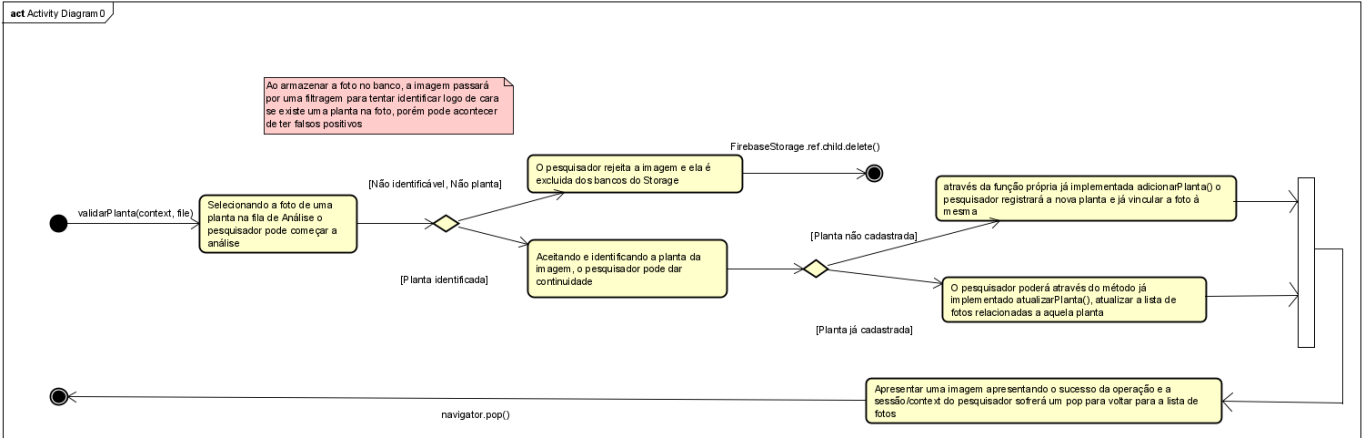 act Activity Diagram0
Ao armazenar a foto no banco, a imagem passará
por uma filtragem para tentar identificar logo de cara
se existe uma planta na foto, porém pode acontecer
de ter falsos positivos
FirebaseStorage.ref.child.delete()
[Não identificável, Não planta]
O pesquisador rejeita a imagem e ela é
excluida dos bancos do Storage
validarPlanta(context, file)
Selecionando a foto de uma
planta na fila de Análise o
pesquisador pode começar a
análise
através da função própria já implementada adicionarPlanta() o
pesquisador registrará a nova planta e já vincular a foto á
mesma
[Planta não cadastrada]
[Planta identificada]
Aceitando e identificando a planta da
imagem, o pesquisador pode dar
continuidade
O pesquisador poderá através do método já
implementado atualizarPlanta(), atualizar a lista de
fotos relacionadas a aquela planta
[Planta já cadastrada]
Apresentar uma imagem apresentando o sucesso da operação e a
sessão/context do pesquisador sofrerá um pop para voltar para a lista de
fotos
navigator.pop()